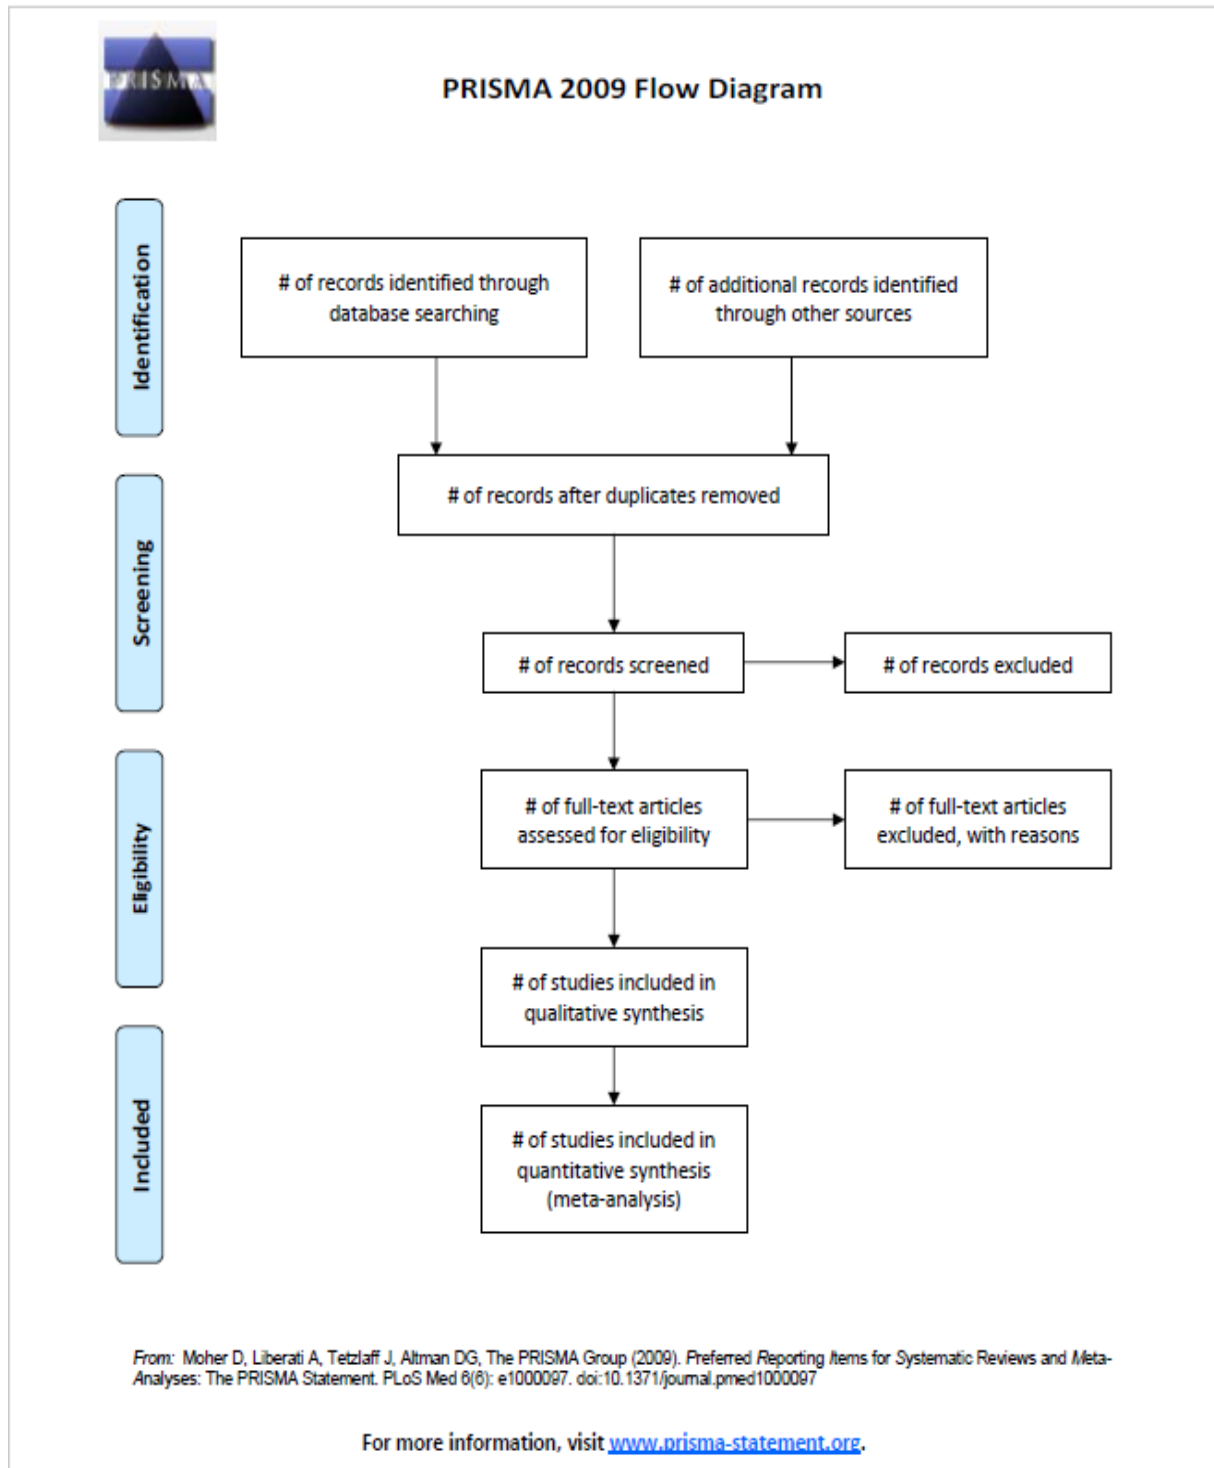 PRISMA
PRISMA 2009 Flow Diagram
Identification
# of records identified through
database searching
# of additional records identified
through other sources
# of records after duplicates removed
Screening
# of records screened
# of records excluded
Eligibility
# of full-text articles
assessed for eligibility
# of full-text articles
excluded, with reasons
# of studies included in
qualitative synthesis
Included
# of studies included in
quantitative synthesis
(meta-analysis)
From: Moher D, Liberati A, Tetzlaff J, Altman DG, The PRISMA Group (2009). Preferred Reporting Items for Systematic Reviews and Meta-
Analyses: The PRISMA Statement. PLoS Med 6(6): e1000097. doi:10.1371/journal.pmed1000097
For more information, visit www.prisma-statement.org.